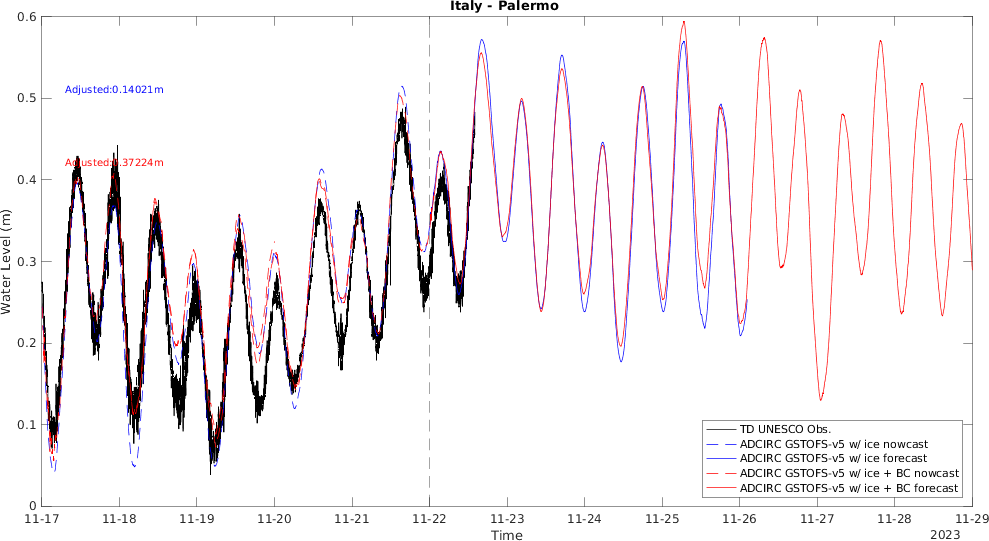 Italy - Palermo
0.6
0.5
0.4
0.3
0.2
0.1
0
Water Level (m)
Adjusted:0.14021m
Adjusted:0.37224m
TD UNESCO Obs.
ADCIRC GSTOFS-v5 w/ ice nowcast
ADCIRC GSTOFS-v5 w/ ice forecast
ADCIRC GSTOFS-v5 w/ ice + BC nowcast
ADCIRC GSTOFS-v5 w/ ice + BC forecast
11-17 11-18 11-19 11-20 11-21 11-22 11-23 11-24 11-25 11-26 11-27 11-28 11-29
Time
2023